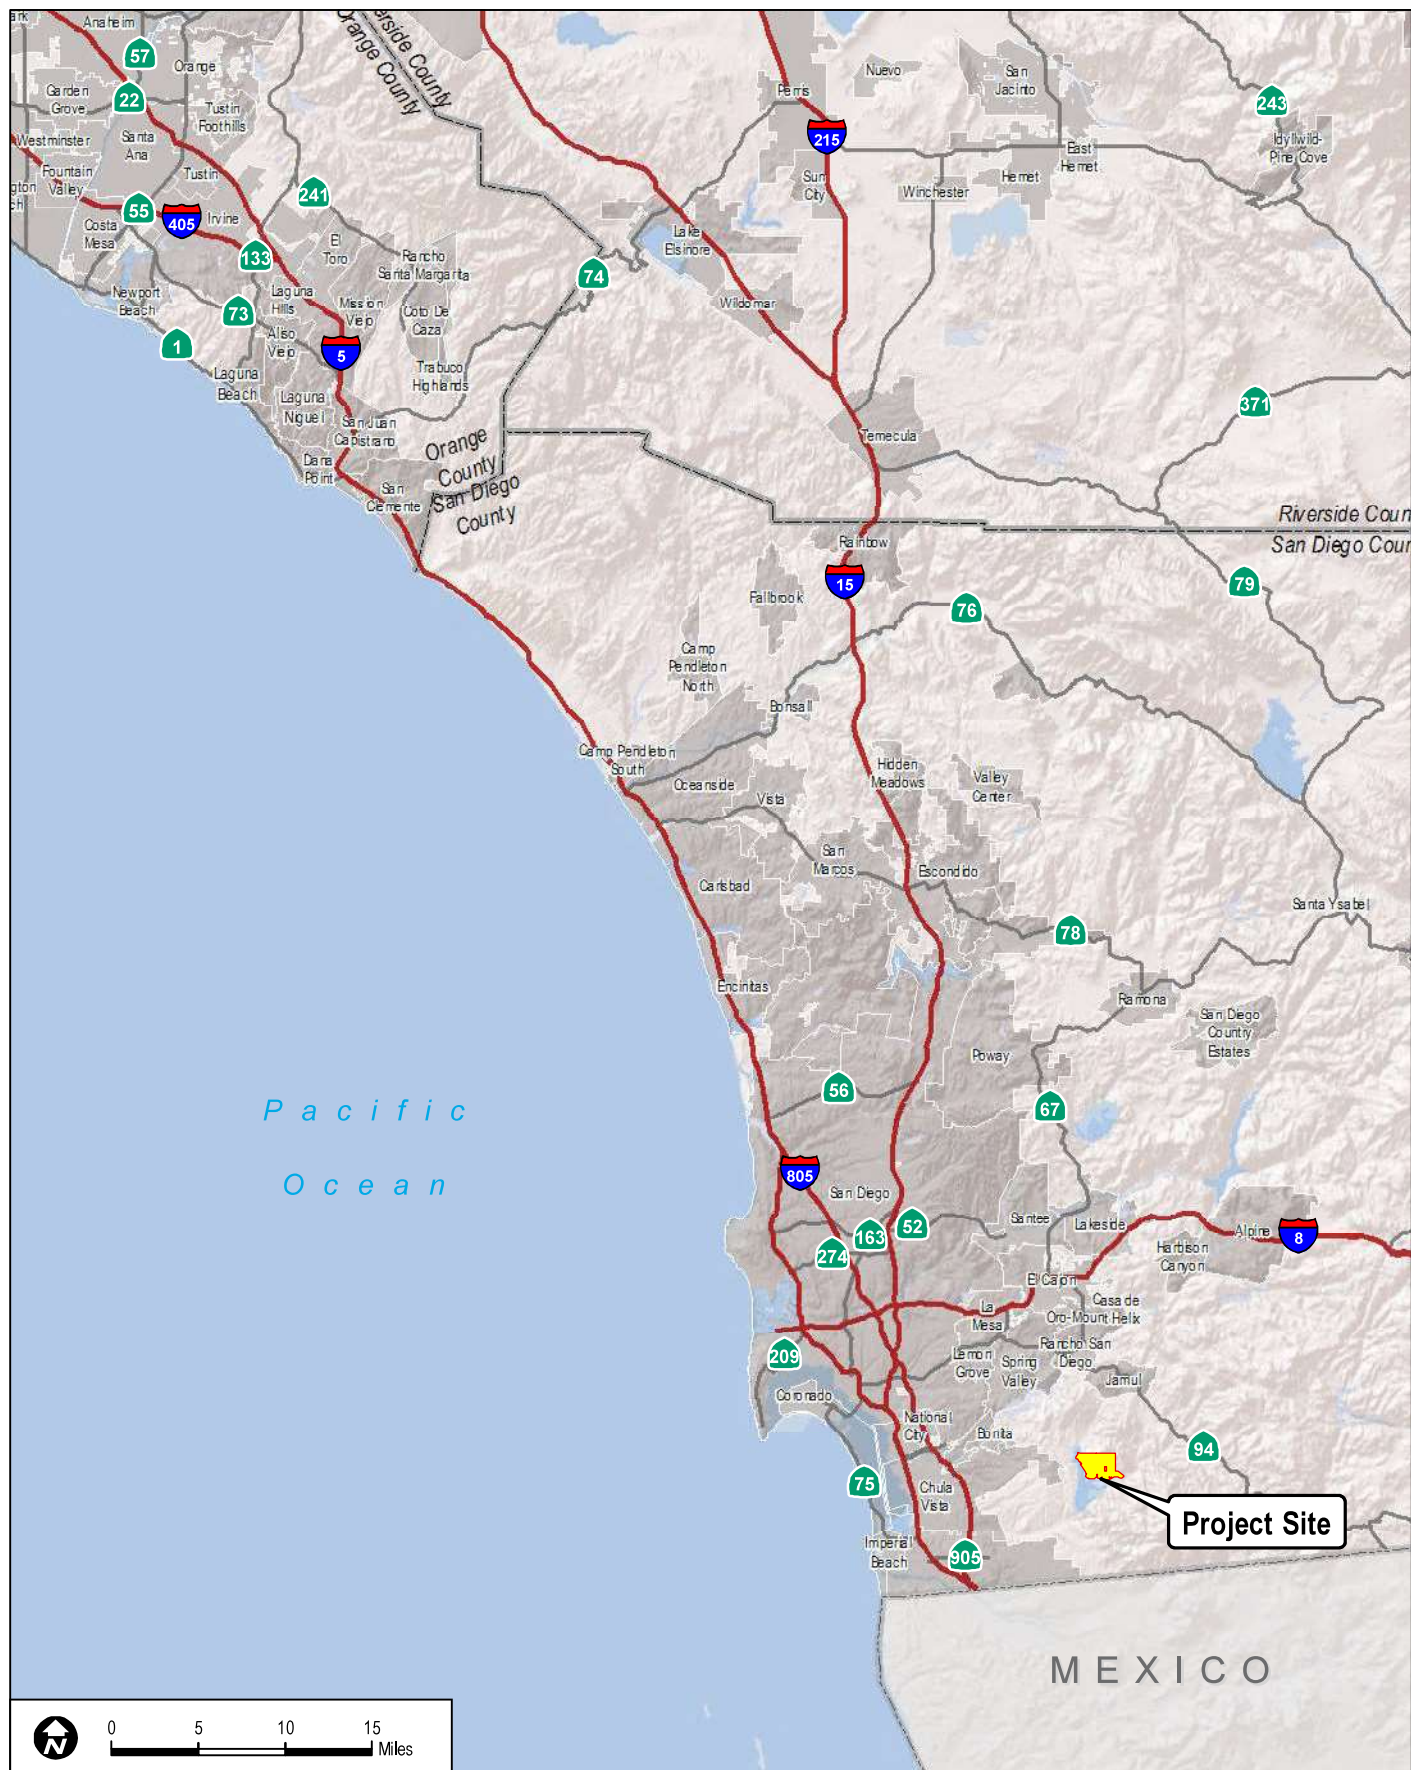 ark
Anaheim
57
Orange
Riverside County
Orange County
Garden
Grove
22
Tustin
Foothills
Westminster
Santa
Ana
Fountain
Valley
Tustin
gton
ch
55
405
Irvine
Costa
Mesa
241
El
Toro
133
Rancho
Santa Margarita
Newport
Beach
73
Laguna
Hills
Mission
Viejo
Coto De
Caza
1
Aliso
Viejo
5
Laguna
Beach
Trabuco
Highlands
Laguna
Niguel
San Juan
Capistrano
Dana
Point
San
Clemente
Orange
County
San Diego
County
74
Perris
Nuevo
San
Jacinto
243
215
Idyllwild-
Pine Cove
East
Hemet
Sun
City
Winchester
Hemet
Lake
Elsinore
Wildomar
371
Temecula
Riverside Coun
San Diego Coun
Rainbow
15
79
Fallbrook
76
Camp
Pendleton
North
Bonsall
Camp Pendleton
South
Hidden
Meadows
Valley
Center
Oceanside
Vista
San
Marcos
Escondido
Carlsbad
Santa Ysabel
78
Encinitas
Ramona
San Diego
Country
Estates
Poway
56
67
Pacific
Ocean
805
San Diego
52
163
274
Santee
Lakeside
Alpine
8
Harbison
Canyon
El Cajon
Casa de
Oro-Mount Helix
La
Mesa
Rancho San
Diego
209
Lemon
Grove
Spring
Valley
Jamul
Coronado
National
City
Bonita
94
75
Chula
Vista
Project Site
Imperial
Beach
905
MEXICO
N
0 5 10 15
Miles